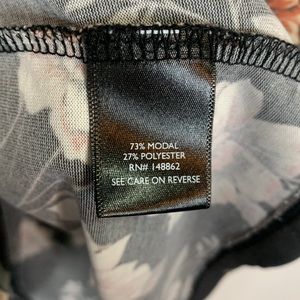 73% MODAL
27% POLYESTER
RN# 148862
SEE CARE ON REVERSE